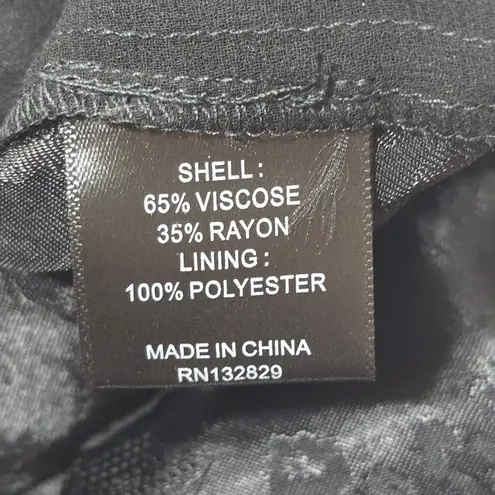 SHELL :
65% VISCOSE
35% RAYON
LINING :
100% POLYESTER
MADE IN CHINA
RN132829